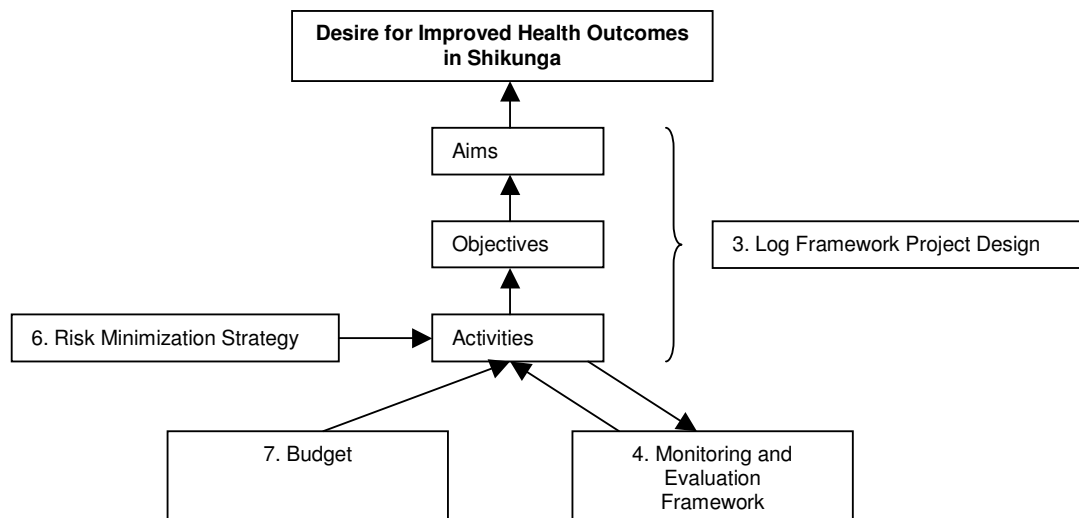 Desire for Improved Health Outcomes
in Shikunga
Aims
Objectives
3. Log Framework Project Design
6. Risk Minimization Strategy
Activities
7. Budget
4. Monitoring and
Evaluation
Framework